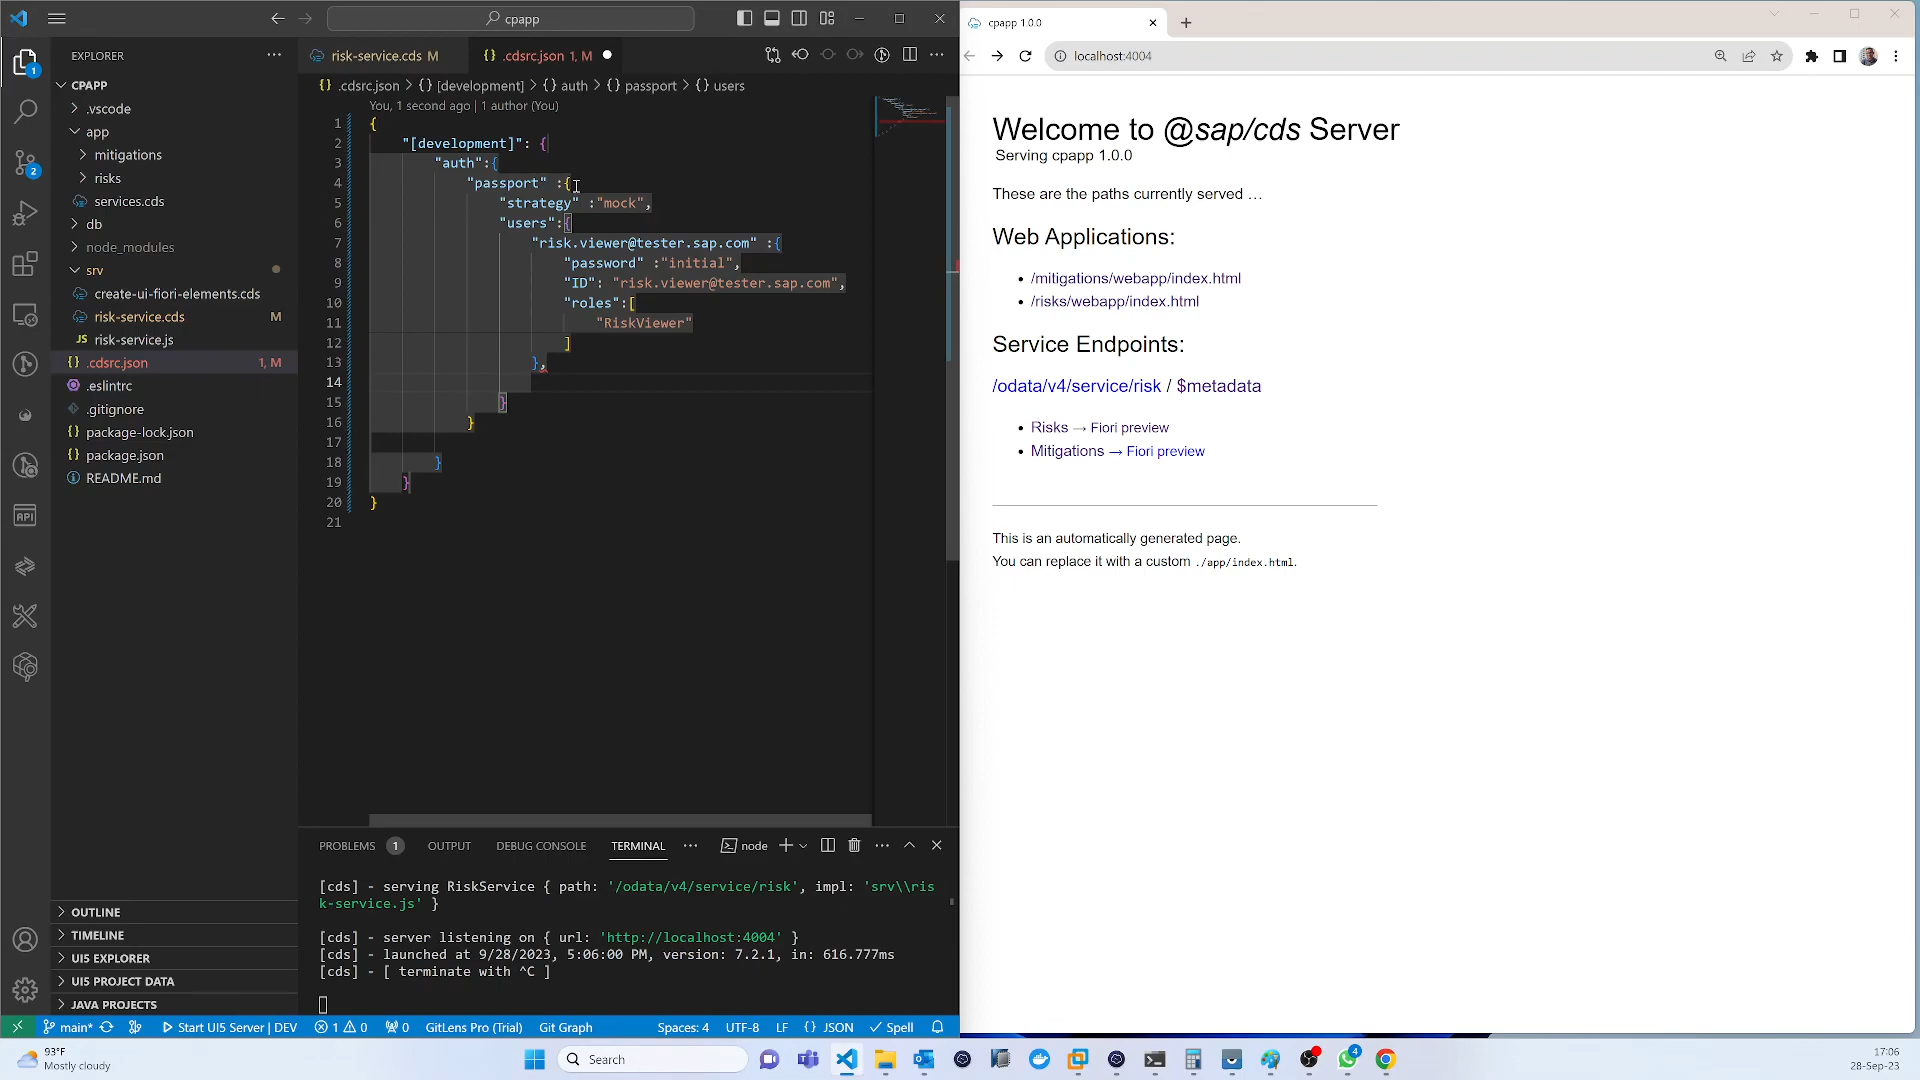 cpapp
EXPLORER
CPAPP
.vscode
app
mitigations
risks
services.cds
db
node_modules
srv
create-ui-fiori-elements.cds
risk-service.cds M
risk-service.js
.cdsrc.json 1, M
.eslintrc
.gitignore
package-lock.json
package.json
README.md
OUTLINE
TIMELINE
UI5 EXPLORER
UI5 PROJECT DATA
JAVA PROJECTS
risk-service.cds M
.cdsrc.json 1, M
.cdsrc.json > {} [development] > {} auth > {} passport > {} users
You, 1 second ago | 1 author (You)
1 {
2 "[development]": {
3 "auth":{
4 "passport" :{
5 "strategy" :"mock",
6 "users":{
7 "risk.viewer@tester.sap.com" :{
8 "password" :"initial",
9 "ID": "risk.viewer@tester.sap.com",
10 "roles":[
11 "RiskViewer"
12 ]
13 },
14
15 }
16 }
17
18 }
19 }
20 }
21
PROBLEMS 1 OUTPUT DEBUG CONSOLE TERMINAL node
[cds] - serving RiskService { path: '/odata/v4/service/risk', impl: 'srv\\ris
k-service.js' }
[cds] - server listening on { url: 'http://localhost:4004' }
[cds] - launched at 9/28/2023, 5:06:00 PM, version: 7.2.1, in: 616.777ms
[cds] - [ terminate with ^C ]
main* Start UI5 Server | DEV 1 0 0 GitLens Pro (Trial) Git Graph Spaces: 4 UTF-8 LF {} JSON Spell
cpapp 1.0.0
localhost:4004
Welcome to @sap/cds Server
Serving cpapp 1.0.0
These are the paths currently served …
Web Applications:
/mitigations/webapp/index.html
/risks/webapp/index.html
Service Endpoints:
/odata/v4/service/risk / $metadata
Risks → Fiori preview
Mitigations → Fiori preview
This is an automatically generated page.
You can replace it with a custom ./app/index.html.
93°F
Mostly cloudy
Search
17:06
28-Sep-23